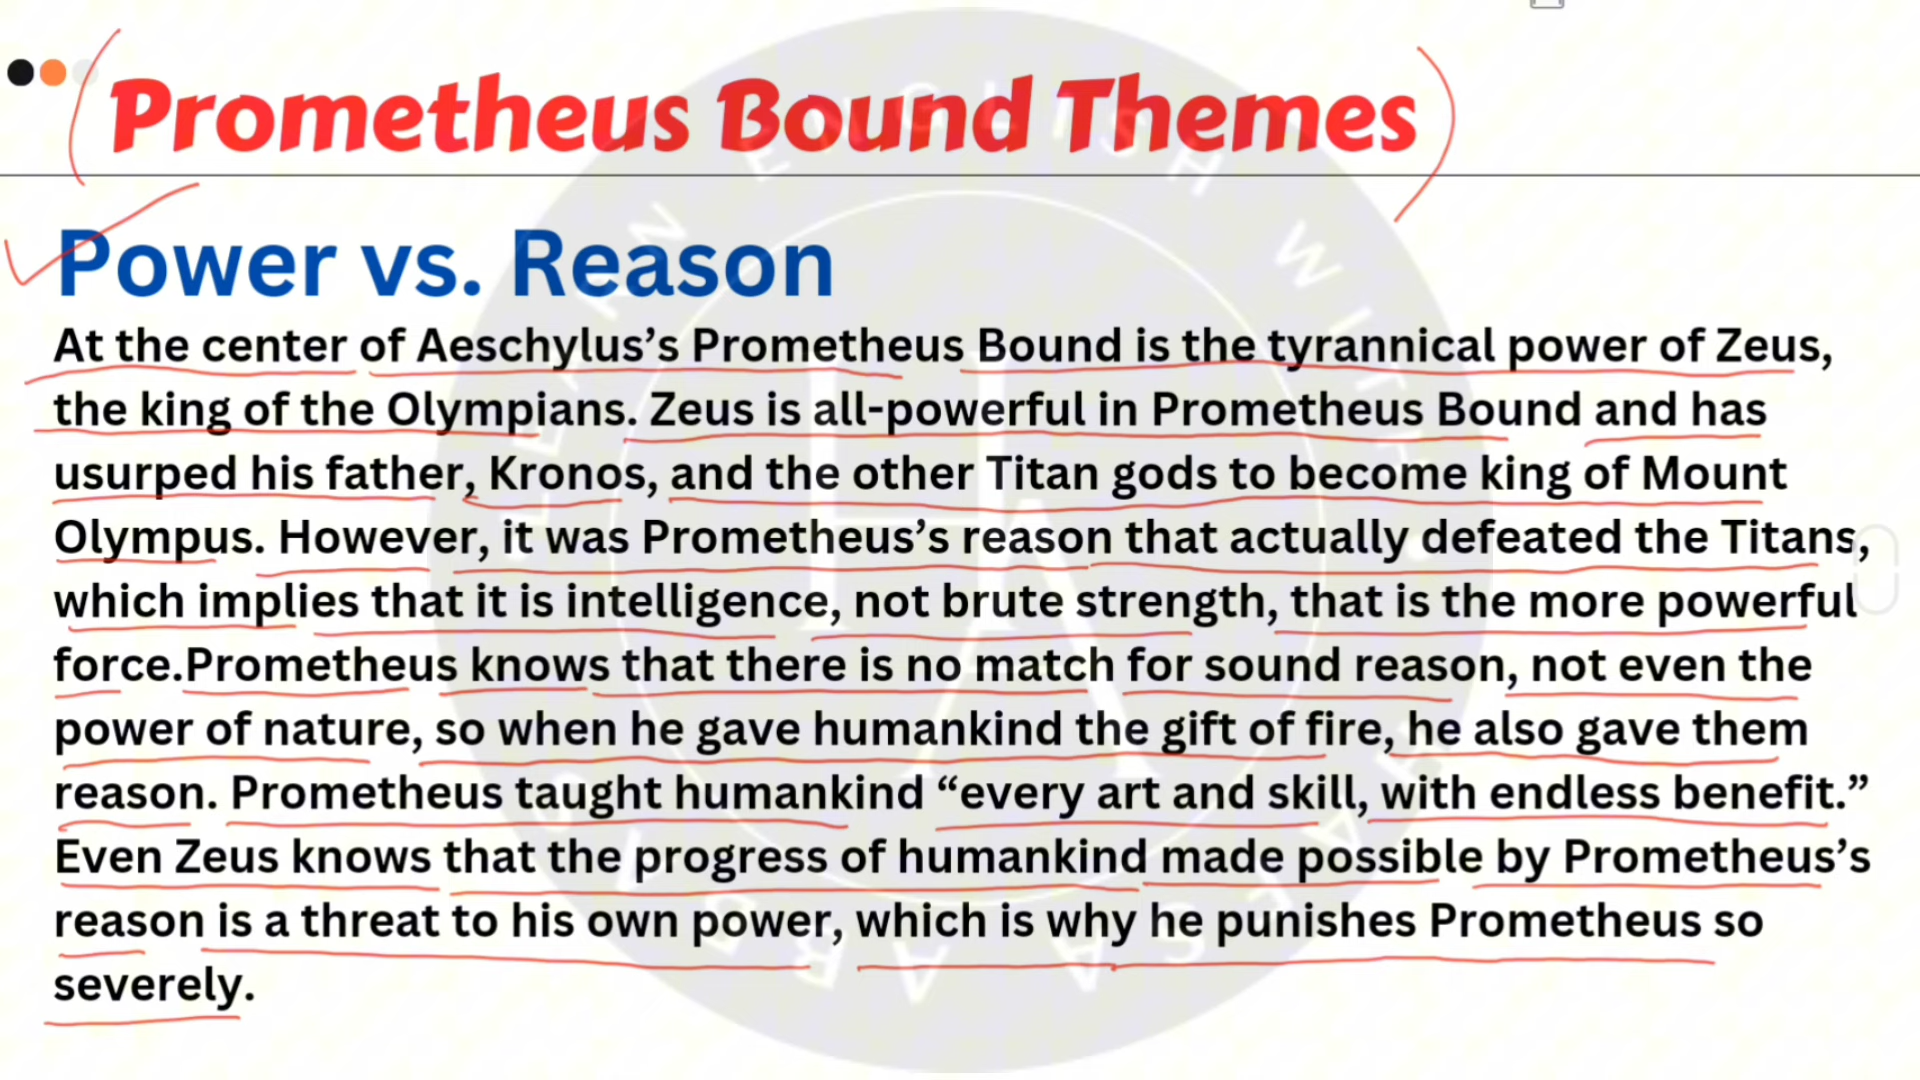 Prometheus Bound Themes
Power vs. Reason
At the center of Aeschylus’s Prometheus Bound is the tyrannical power of Zeus,
the king of the Olympians. Zeus is all-powerful in Prometheus Bound and has
usurped his father, Kronos, and the other Titan gods to become king of Mount
Olympus. However, it was Prometheus’s reason that actually defeated the Titans,
which implies that it is intelligence, not brute strength, that is the more powerful
force.Prometheus knows that there is no match for sound reason, not even the
power of nature, so when he gave humankind the gift of fire, he also gave them
reason. Prometheus taught humankind “every art and skill, with endless benefit.”
Even Zeus knows that the progress of humankind made possible by Prometheus’s
reason is a threat to his own power, which is why he punishes Prometheus so
severely.